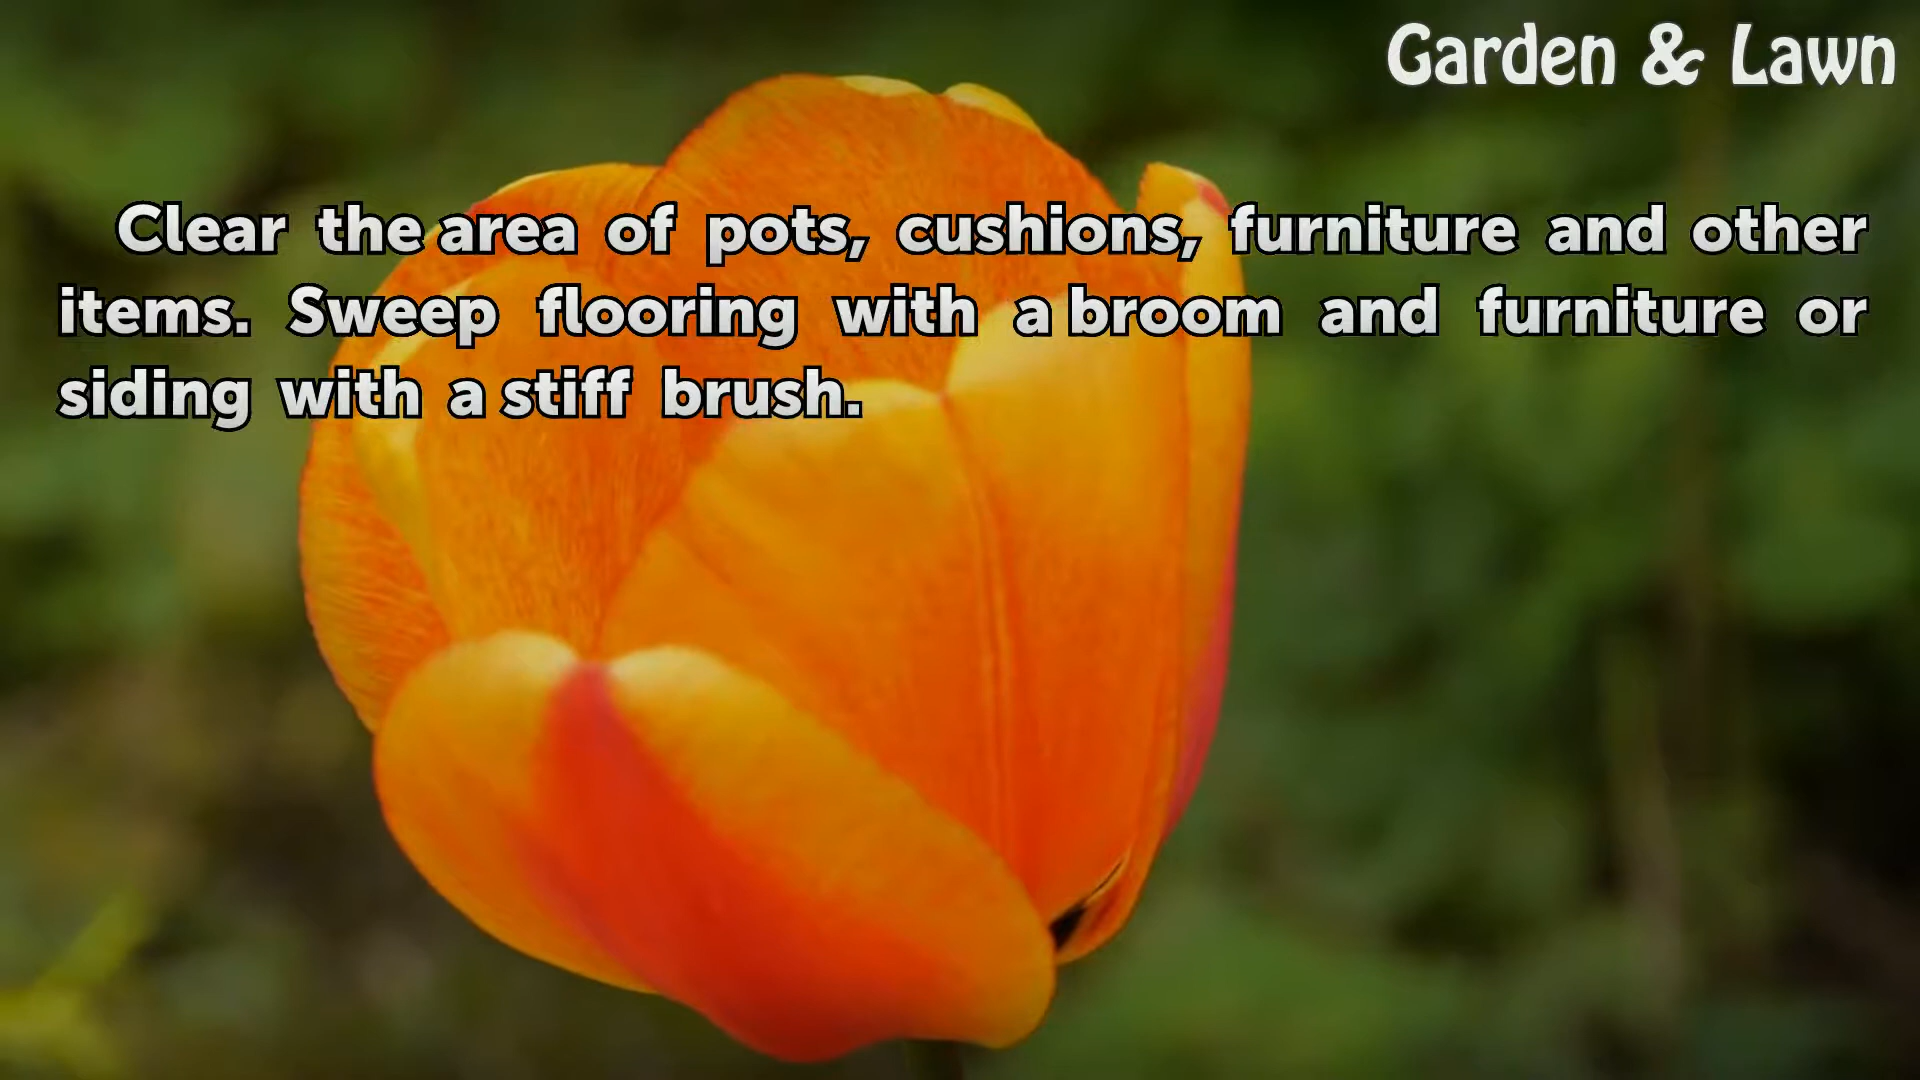 Garden & Lawn
Clear the area of pots, cushions, furniture and other
items. Sweep flooring with a broom and furniture or
siding with a stiff brush.